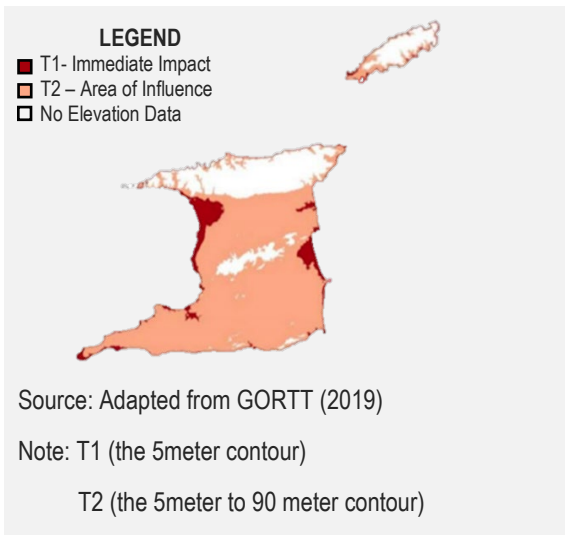 LEGEND
T1- Immediate Impact
T2 – Area of Influence
No Elevation Data
Source: Adapted from GORTT (2019)
Note: T1 (the 5meter contour)
T2 (the 5meter to 90 meter contour)